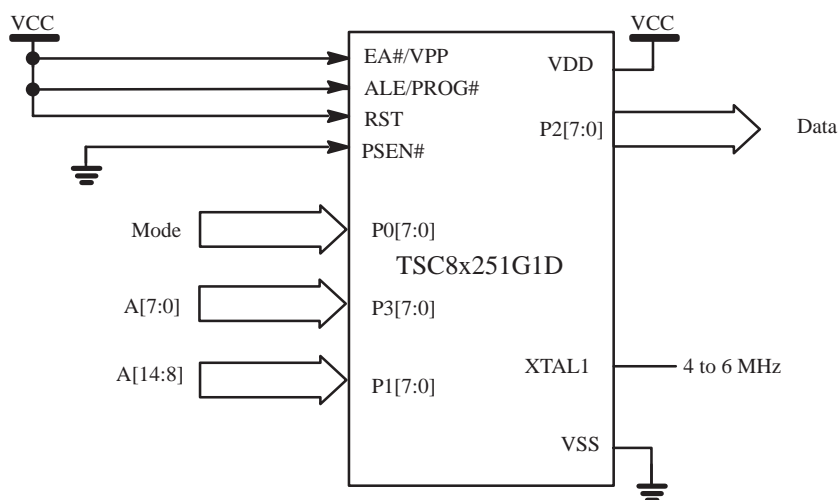 VCC
VCC
EA#/VPP
VDD
ALE/PROG#
RST
P2[7:0]
Data
PSEN#
Mode
P0[7:0]
TSC8x251G1D
A[7:0]
P3[7:0]
XTAL1
4 to 6 MHz
A[14:8]
P1[7:0]
VSS